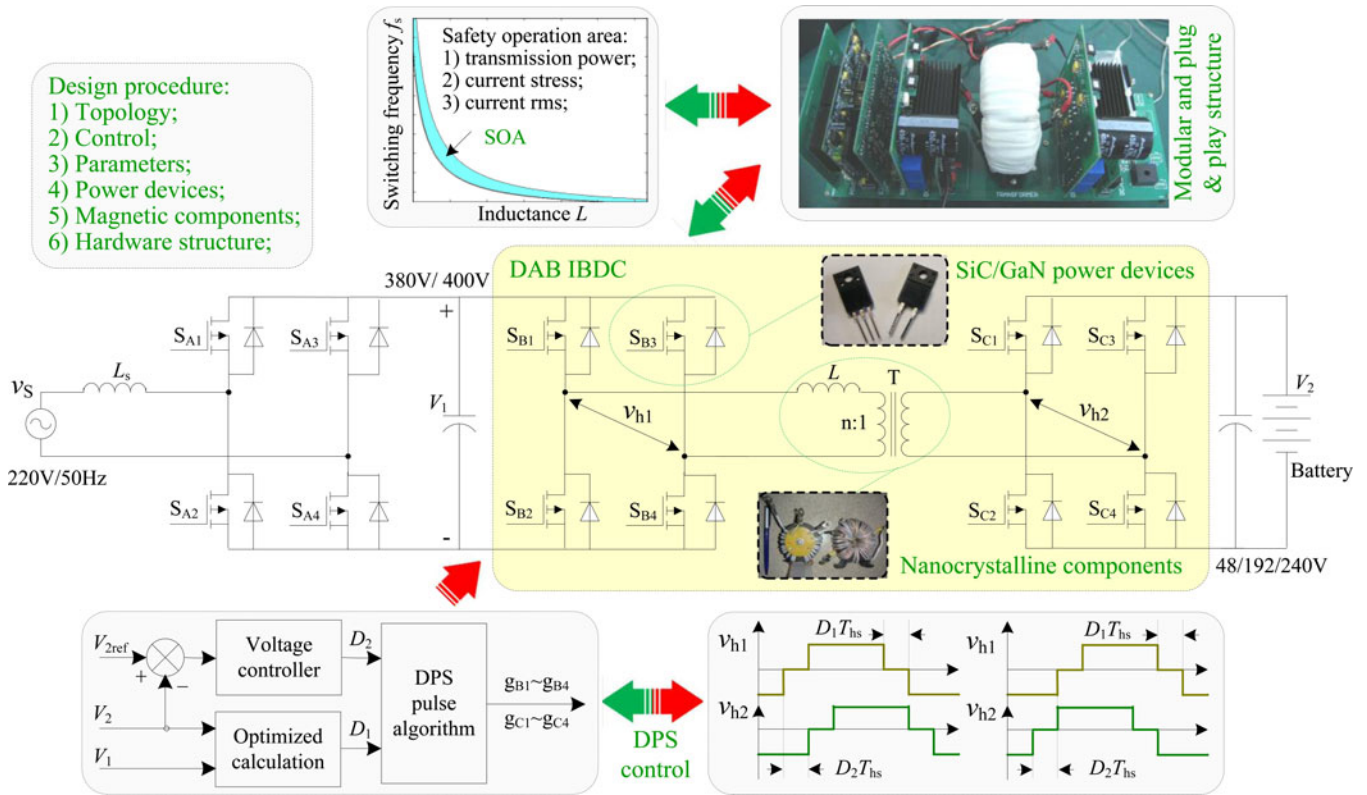 Design procedure:
1) Topology;
2) Control;
3) Parameters;
4) Power devices;
5) Magnetic components;
6) Hardware structure;
Switching frequency fs
Safety operation area:
1) transmission power;
2) current stress;
3) current rms;
SOA
Inductance L
TRANSFORMER
Modular and plug
& play structure
380V/ 400V
DAB IBDC
SiC/GaN power devices
+
SA1
SA3
SB1
SB3
SC1
SC3
vS
Ls
V1
vh1
L
T
n:1
vh2
V2
220V/50Hz
Battery
SA2
SA4
SB2
SB4
SC2
SC4
-
Nanocrystalline components
48/192/240V
V2ref
+
−
Voltage
controller
D2
DPS
pulse
algorithm
gB1~gB4
gC1~gC4
V2
V1
Optimized
calculation
D1
DPS
control
vh1
D1Ths
vh2
D2Ths
vh1
D1Ths
vh2
D2Ths